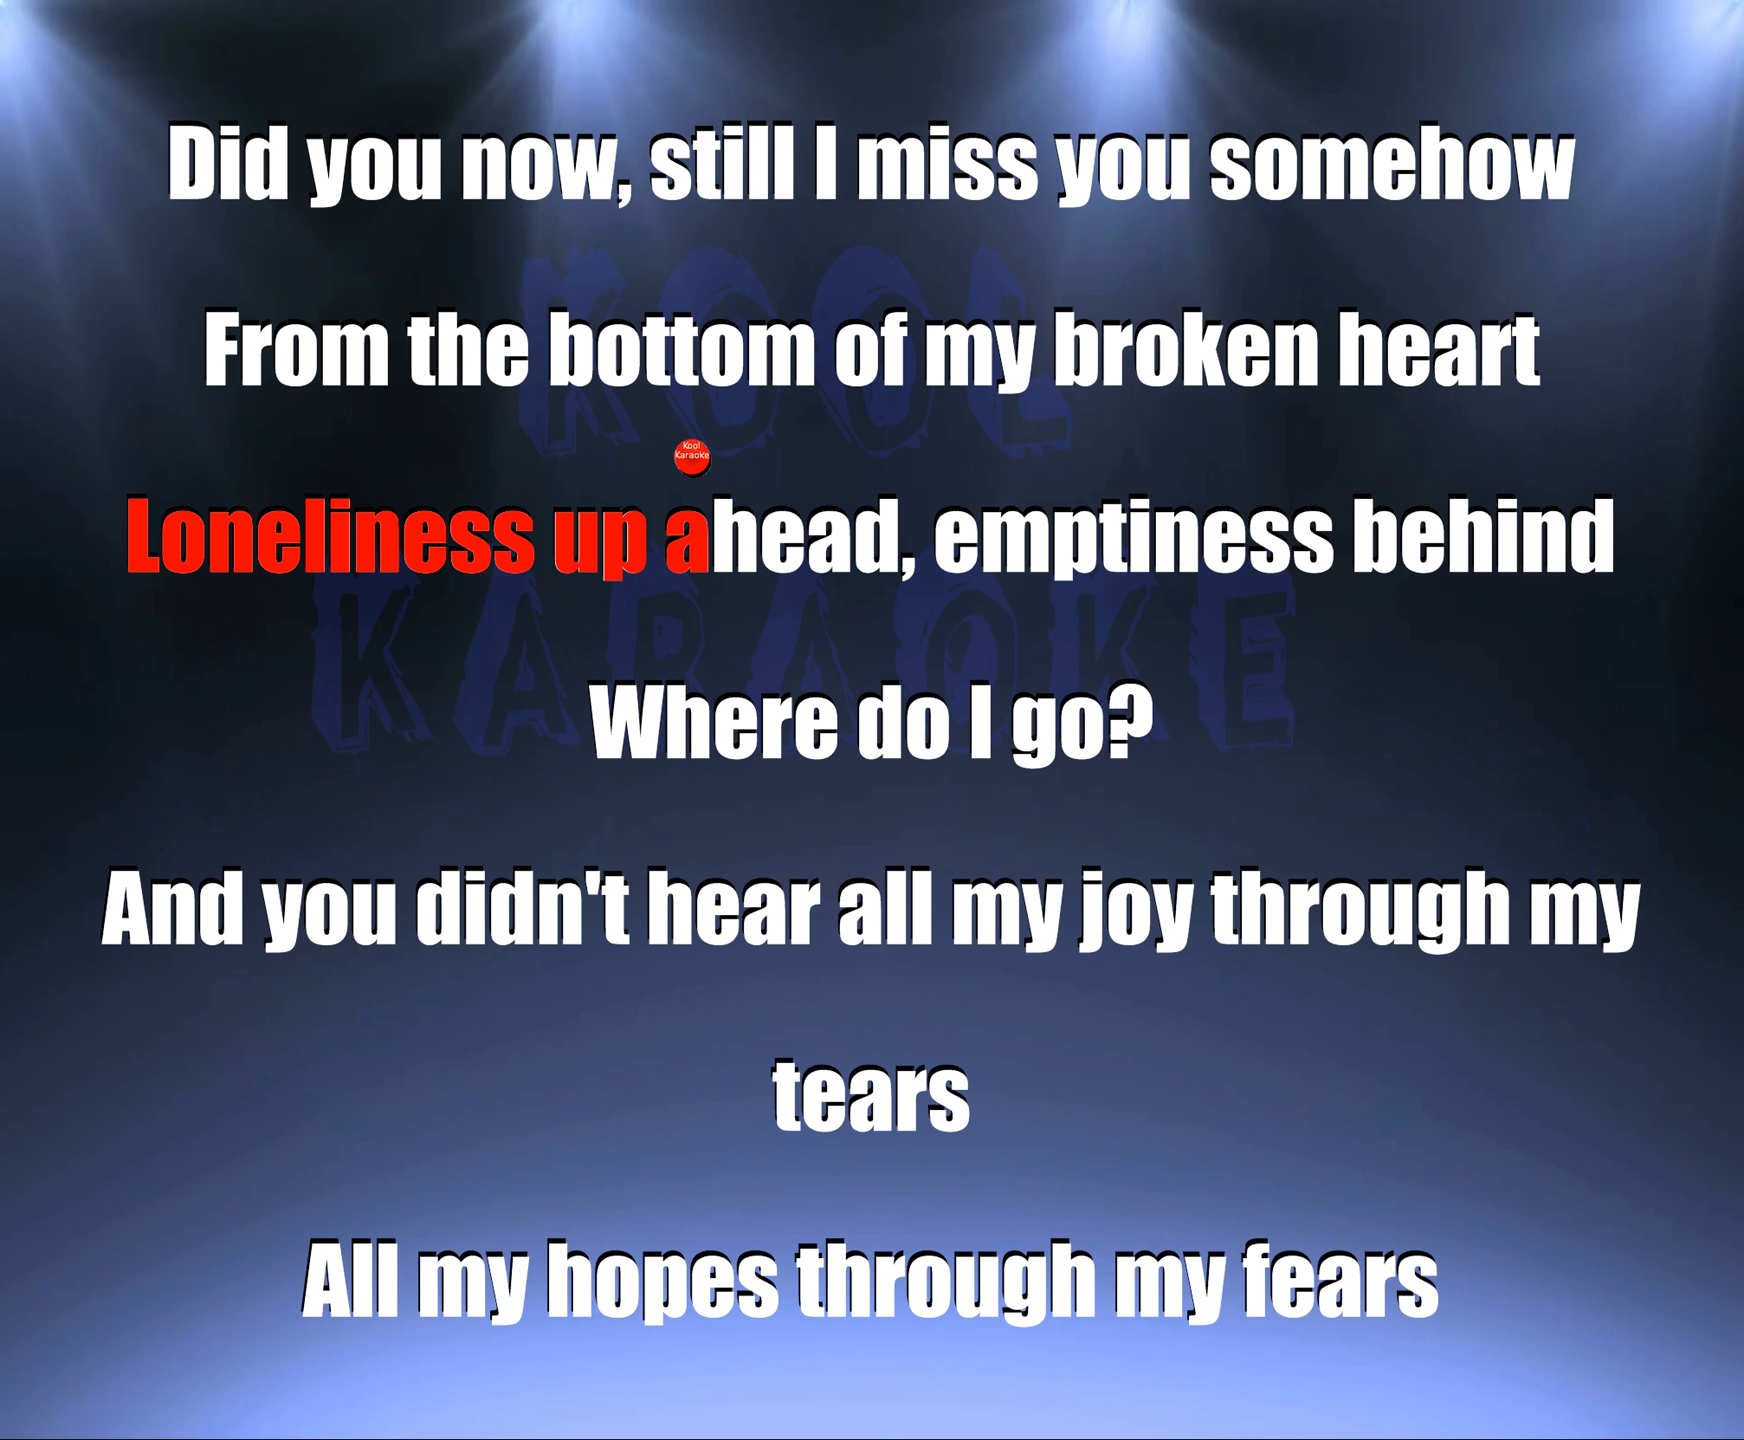 Did you now, still I miss you somehow
KOOL
From the bottom of my broken heart
Kool
Karaoke
Loneliness up ahead, emptiness behind
KARAOKE
Where do I go?
And you didn't hear all my joy through my
tears
All my hopes through my fears